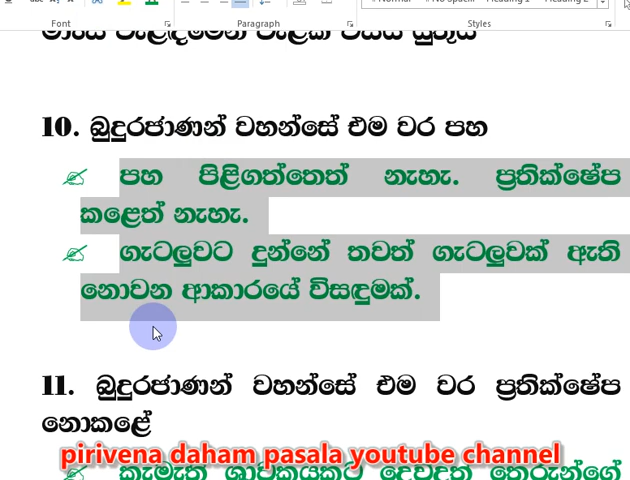 Font Paragraph Styles
10. බුදුරජාණන් වහන්සේ එම වර පහ
පහ පිළිගත්තෙත් නැහැ. ප්‍රතික්ෂේප
කළෙත් නැහැ.
ගැටලුවට දුන්නේ තවත් ගැටලුවක් ඇති
නොවන ආකාරයේ විසඳුමක්.
11. බුදුරජාණන් වහන්සේ එම වර ප්‍රතික්ෂේප
නොකළේ
pirivena daham pasala youtube channel